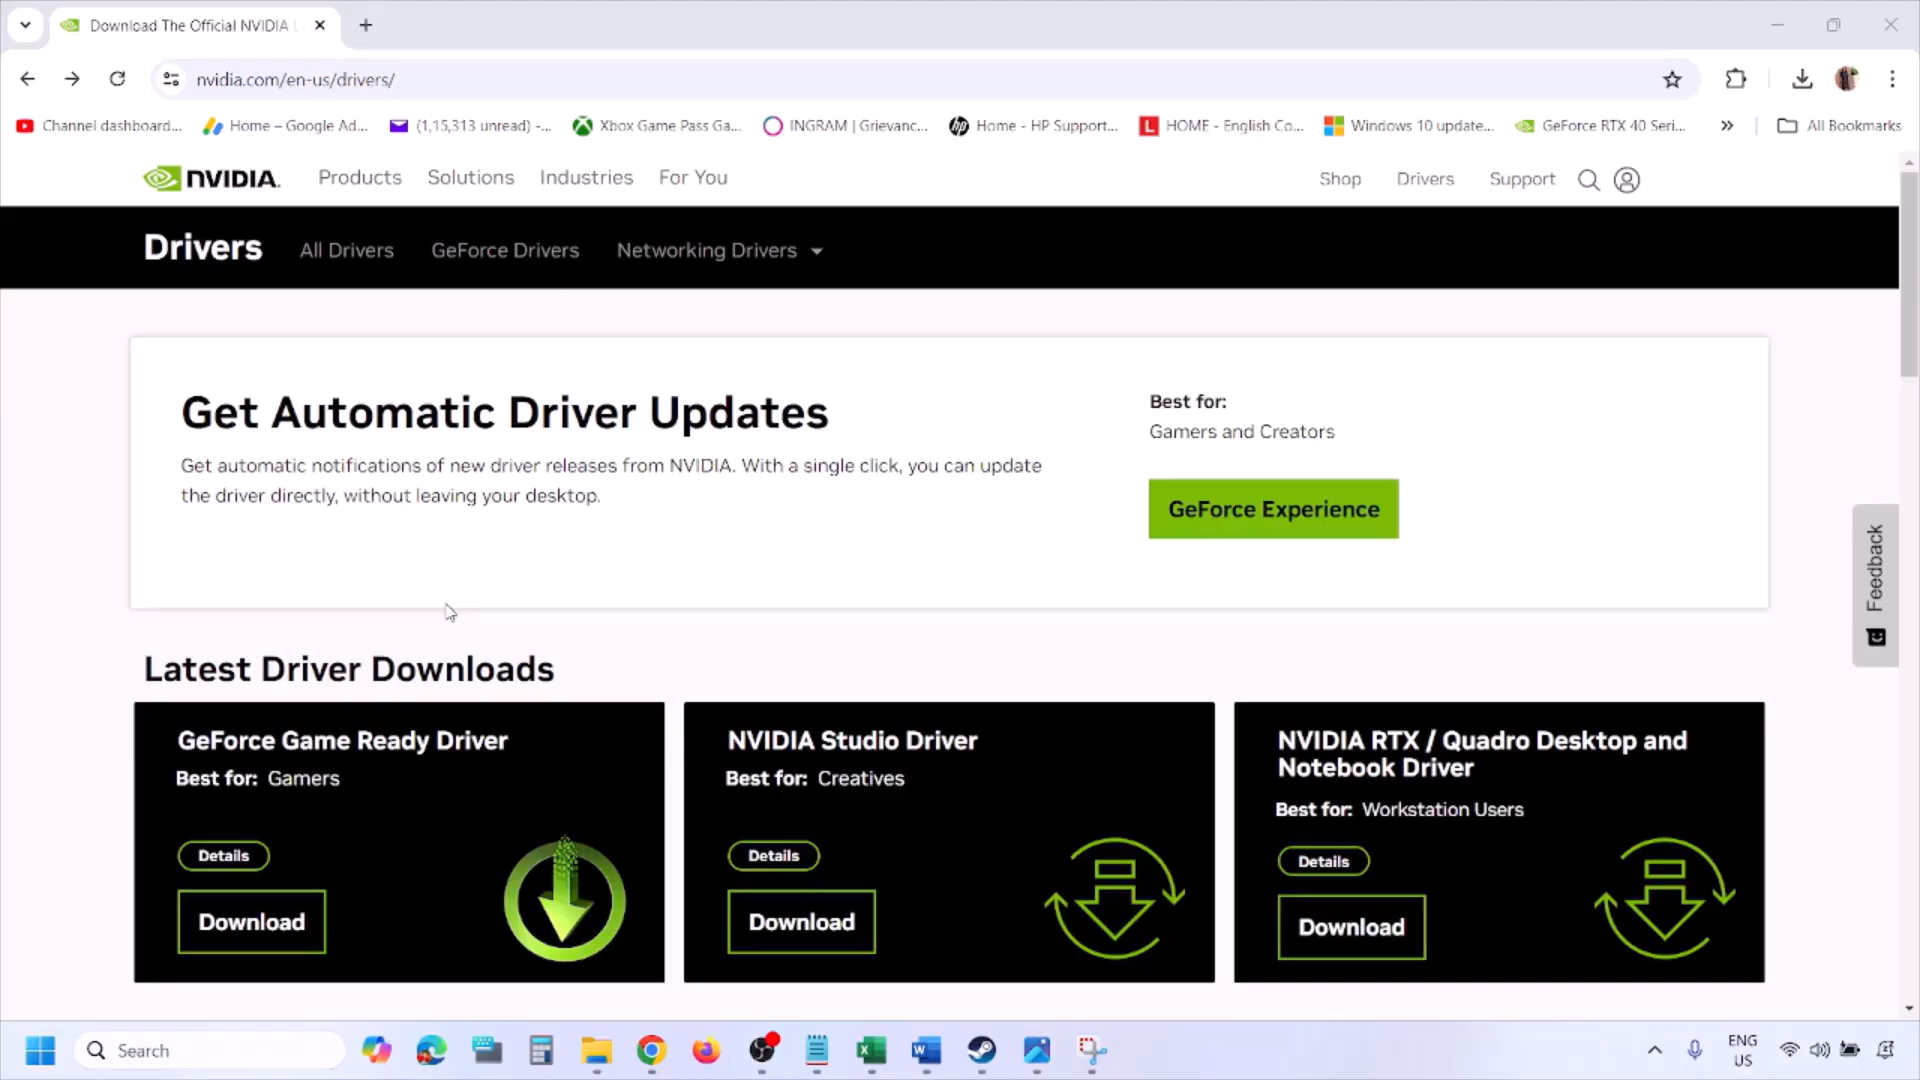 Download The Official NVIDIA
nvidia.com/en-us/drivers/
Channel dashboard...
Home – Google Ad...
(1,15,313 unread) -...
Xbox Game Pass Ga...
INGRAM | Grievanc...
Home - HP Support...
HOME - English Co...
Windows 10 update...
GeForce RTX 40 Seri...
All Bookmarks
NVIDIA.
Products
Solutions
Industries
For You
Shop
Drivers
Support
Drivers
All Drivers
GeForce Drivers
Networking Drivers
Get Automatic Driver Updates
Get automatic notifications of new driver releases from NVIDIA. With a single click, you can update
the driver directly, without leaving your desktop.
Best for:
Gamers and Creators
GeForce Experience
Feedback
Latest Driver Downloads
GeForce Game Ready Driver
Best for: Gamers
Details
Download
NVIDIA Studio Driver
Best for: Creatives
Details
Download
NVIDIA RTX / Quadro Desktop and
Notebook Driver
Best for: Workstation Users
Details
Download
Search
ENG
US